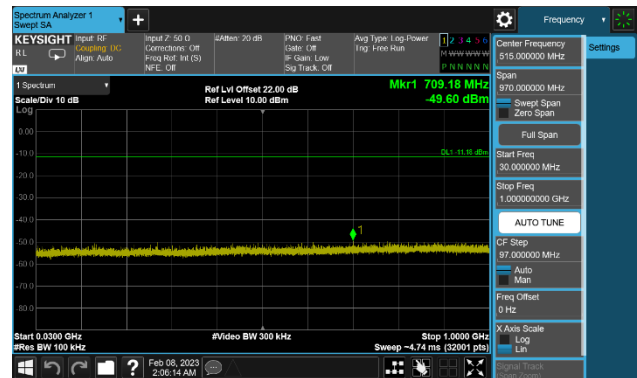 Spectrum Analyzer 1
Swept SA
+
Frequency
KEYSIGHT
RL
LXI
Input: RF
Coupling: DC
Align: Auto
Input Z: 50 Ω
Corrections: Off
Freq Ref: Int (S)
NFE: Off
#Atten: 20 dB
PNO: Fast
Gate: Off
IF Gain: Low
Sig Track: Off
Avg Type: Log-Power
Trig: Free Run
1 2 3 4 5 6
M W W W W W
P N N N N N
1 Spectrum
Scale/Div 10 dB
Ref Lvl Offset 22.00 dB
Ref Level 10.00 dBm
Mkr1 709.18 MHz
-49.60 dBm
Log
0.00
-10.0
DL1 -11.18 dBm
-20.0
-30.0
-40.0
1
-50.0
-60.0
-70.0
-80.0
Start 0.0300 GHz
#Res BW 100 kHz
#Video BW 300 kHz
Stop 1.0000 GHz
Sweep ~4.74 ms (32001 pts)
?
Feb 08, 2023
2:06:14 AM
Center Frequency
515.000000 MHz
Settings
Span
970.000000 MHz
Swept Span
Zero Span
Full Span
Start Freq
30.000000 MHz
Stop Freq
1.000000000 GHz
AUTO TUNE
CF Step
97.000000 MHz
Auto
Man
Freq Offset
0 Hz
X Axis Scale
Log
Lin
Signal Track
(Span Zoom)